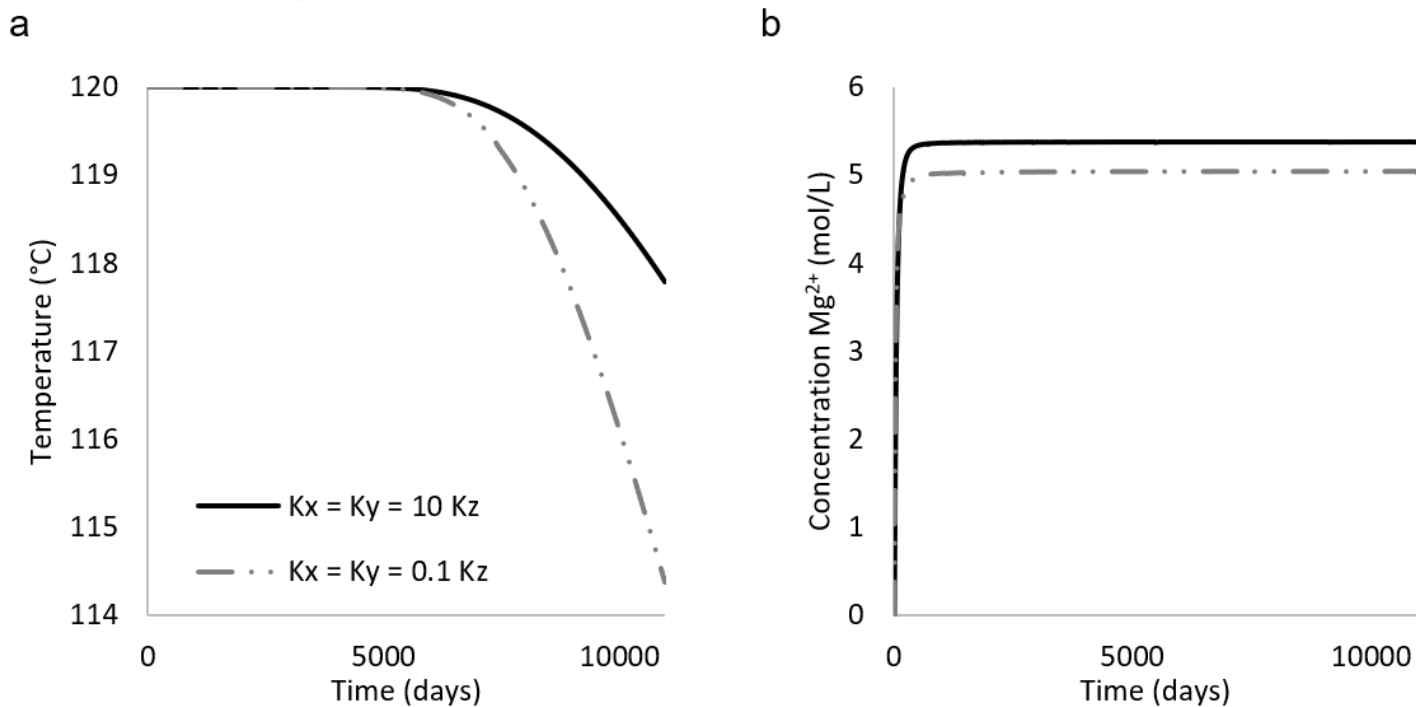 a
120
119
118
117
116
115
114
Temperature (°C)
Kx = Ky = 10 Kz
Kx = Ky = 0.1 Kz
0
5000
10000
Time (days)
b
6
5
4
3
2
1
0
Concentration Mg²⁺ (mol/L)
0
5000
10000
Time (days)